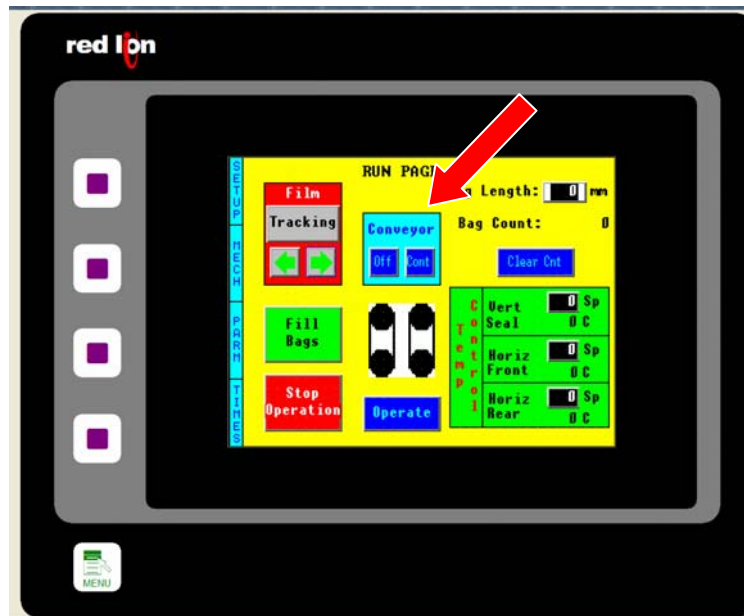 red lion
SETUP
MECH
PARM
TIMES
RUN PAG
Film
Tracking
Conveyor
Off Cont
Length: 0 mm
Bag Count: 0
Clear Cnt
Fill
Bags
Stop
Operation
Operate
Temp
Control
Vert 0 Sp
Seal 0 C
Horiz 0 Sp
Front 0 C
Horiz 0 Sp
Rear 0 C
MENU